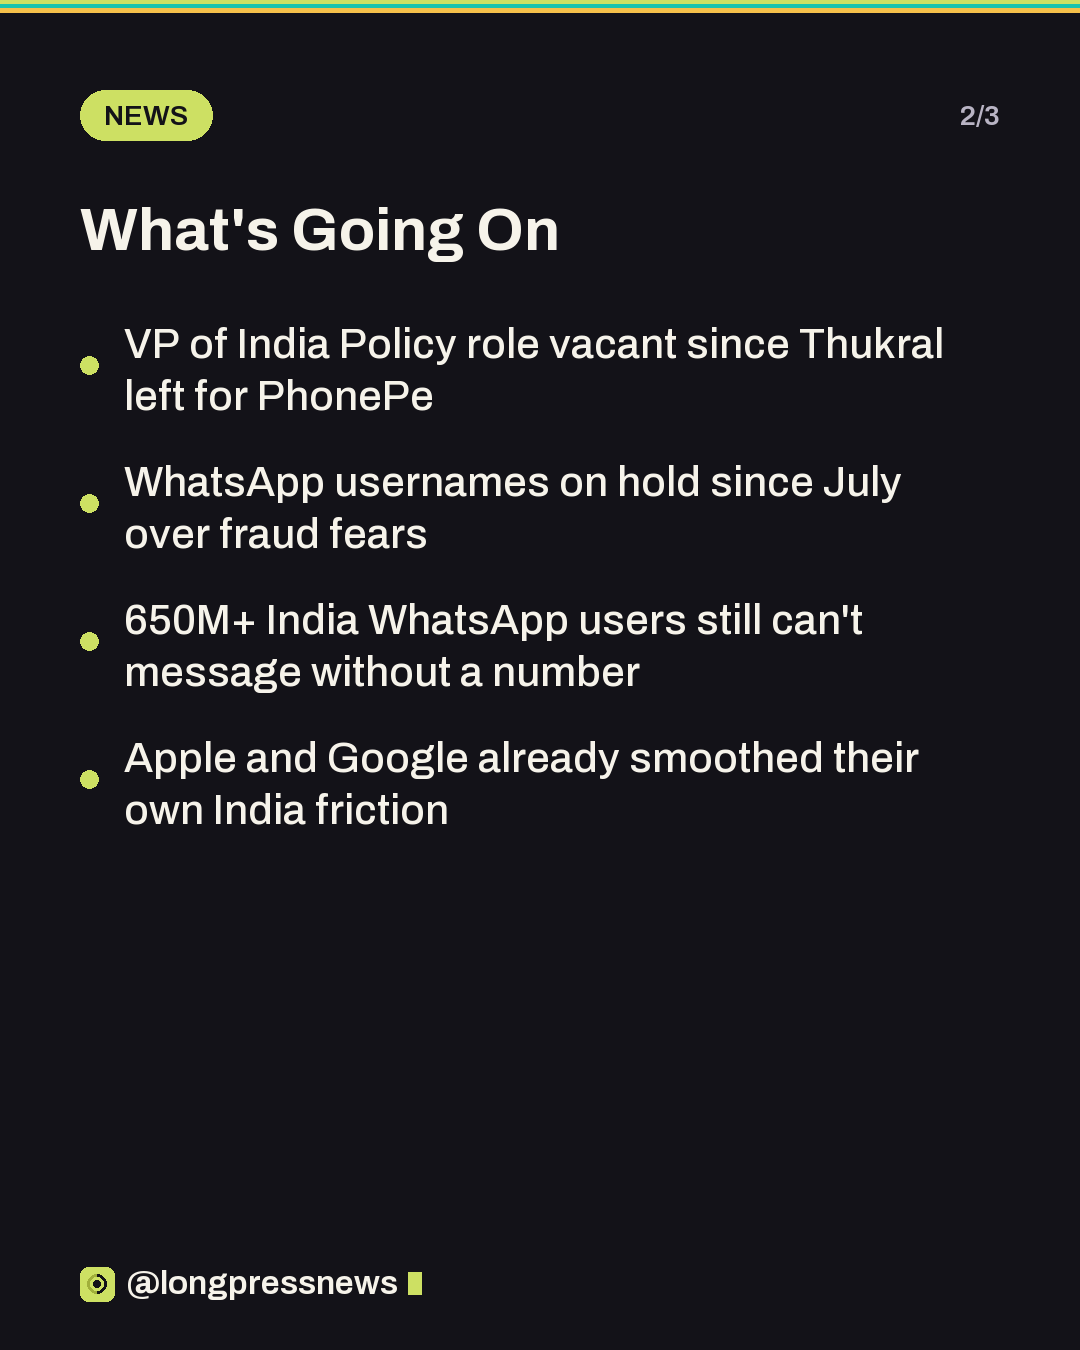 NEWS
2/3
What's Going On
VP of India Policy role vacant since Thukral
left for PhonePe
WhatsApp usernames on hold since July
over fraud fears
650M+ India WhatsApp users still can't
message without a number
Apple and Google already smoothed their
own India friction
@longpressnews